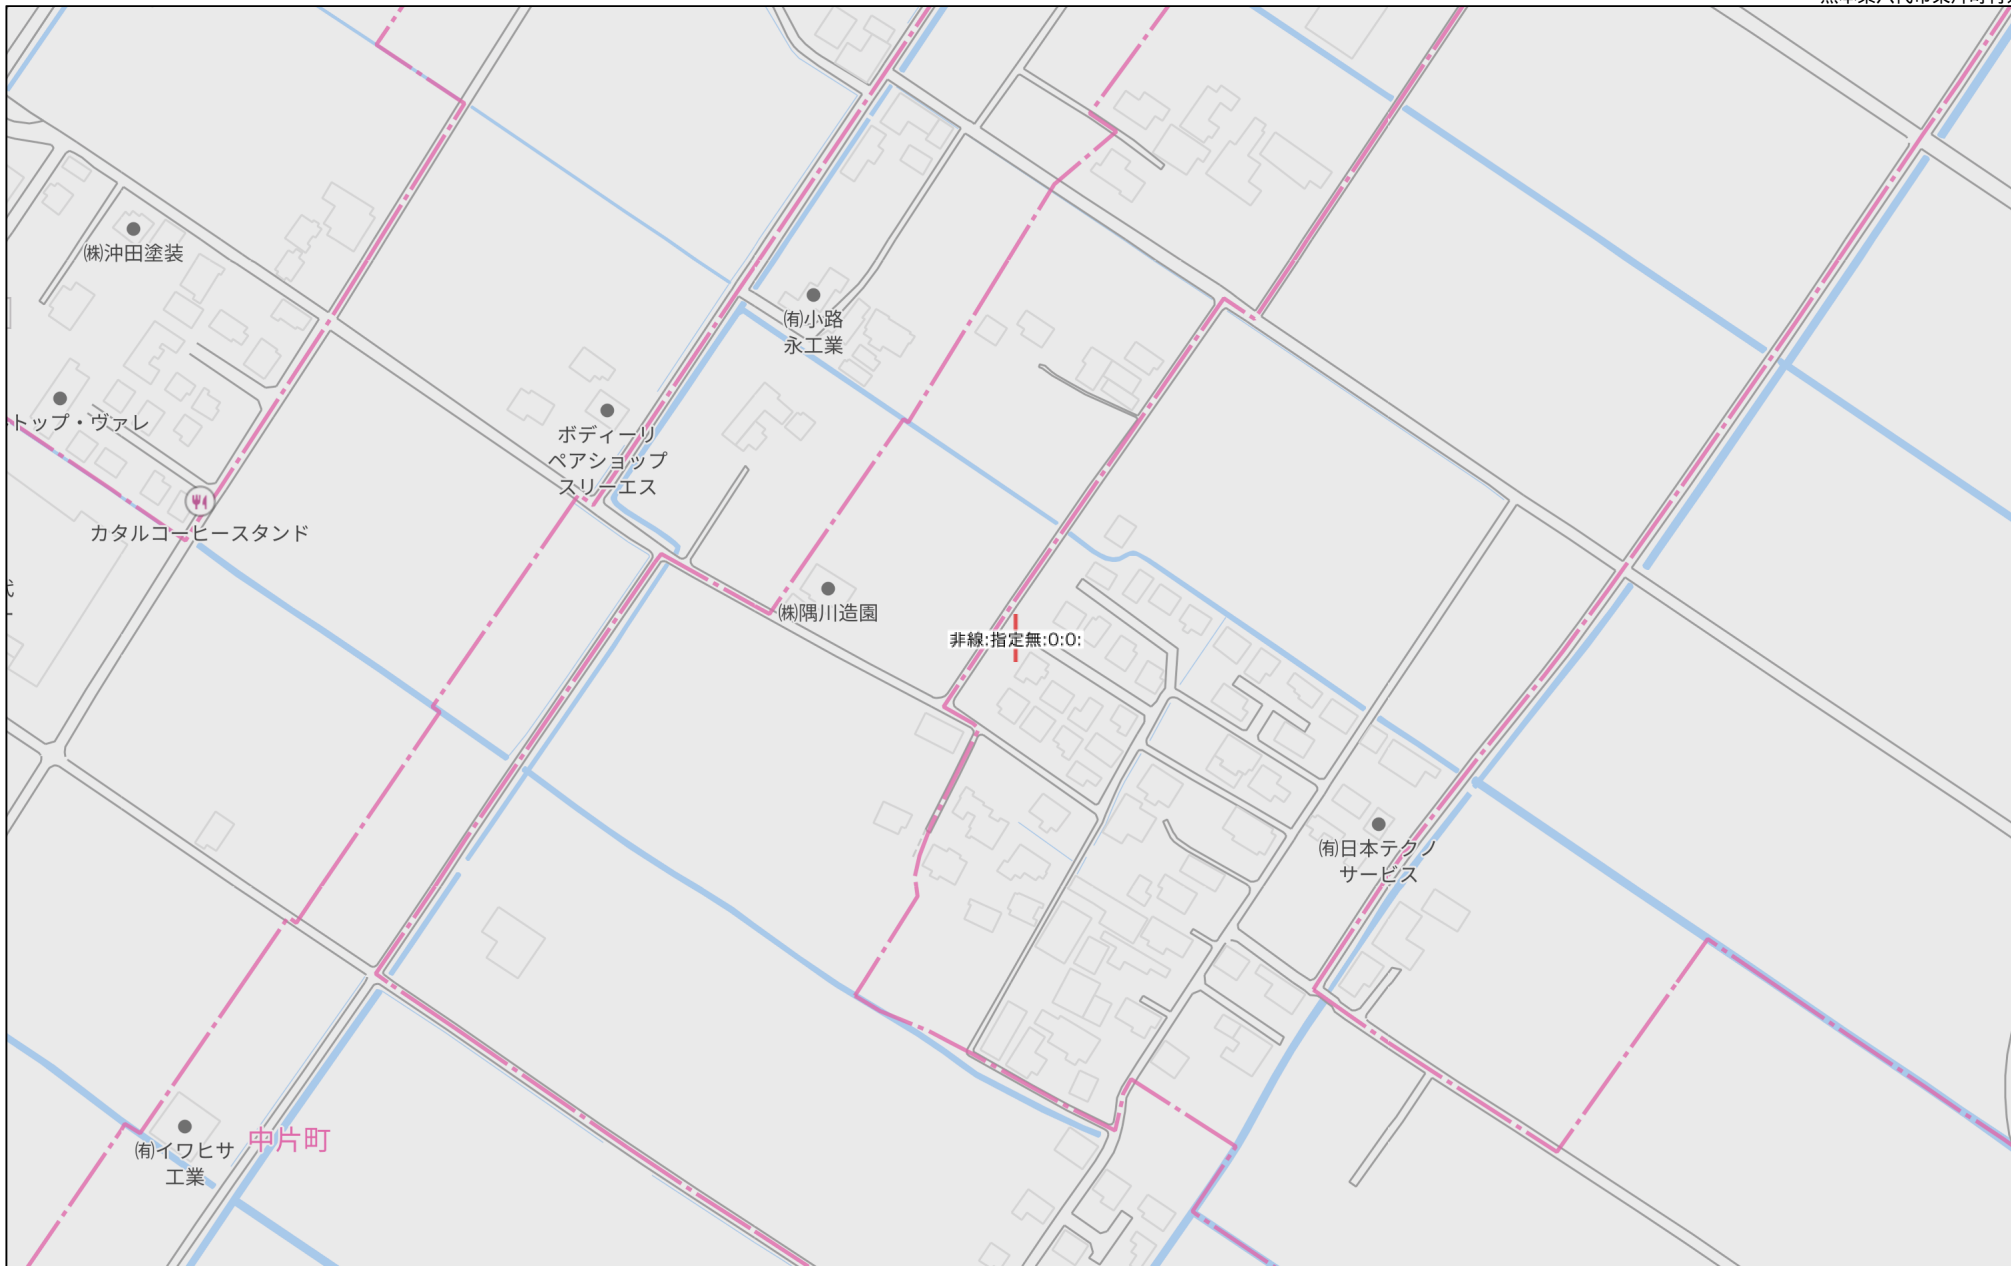 ㈱沖田塗装
㈲小路
永工業
トップ・ヴァレ
ボディーリ
ペアショップ
スリーエス
カタルコーヒースタンド
㈱隅川造園
非線:指定無:0:0:
㈲日本テクノ
サービス
中片町
㈲イワヒサ
工業